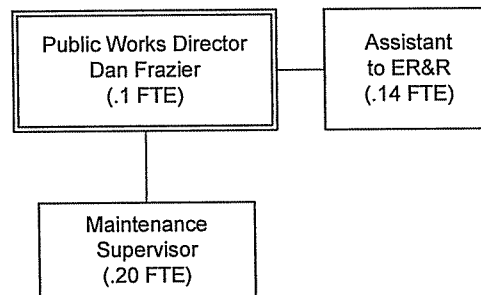 Public Works Director
Dan Frazier
(.1 FTE)
Assistant
to ER&R
(.14 FTE)
Maintenance
Supervisor
(.20 FTE)